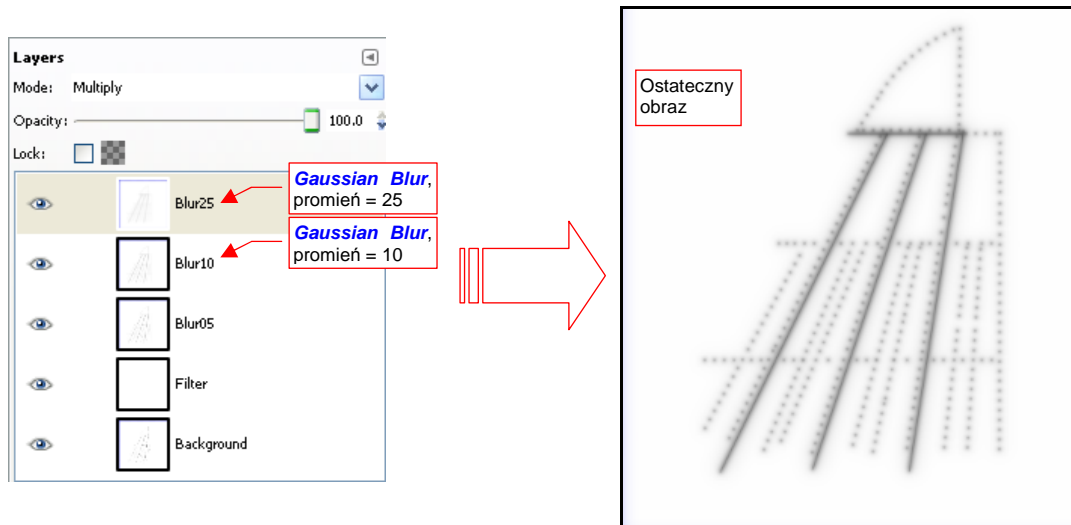 Layers
Mode: Multiply
Opacity: 100.0
Lock:
Blur25
Gaussian Blur,
promień = 25
Blur10
Gaussian Blur,
promień = 10
Blur05
Filter
Background
Ostateczny
obraz